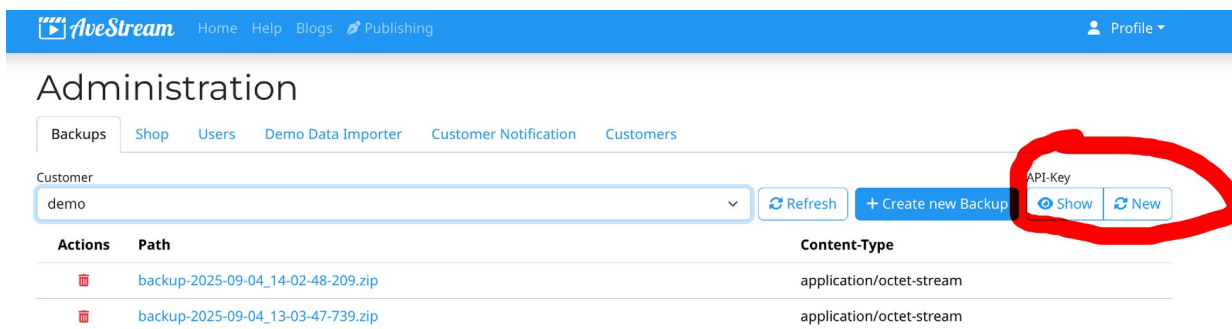 AveStream Home Help Blogs Publishing Profile
Administration
Backups Shop Users Demo Data Importer Customer Notification Customers
Customer API-Key
demo Refresh + Create new Backup Show New
Actions Path Content-Type
backup-2025-09-04_14-02-48-209.zip application/octet-stream
backup-2025-09-04_13-03-47-739.zip application/octet-stream